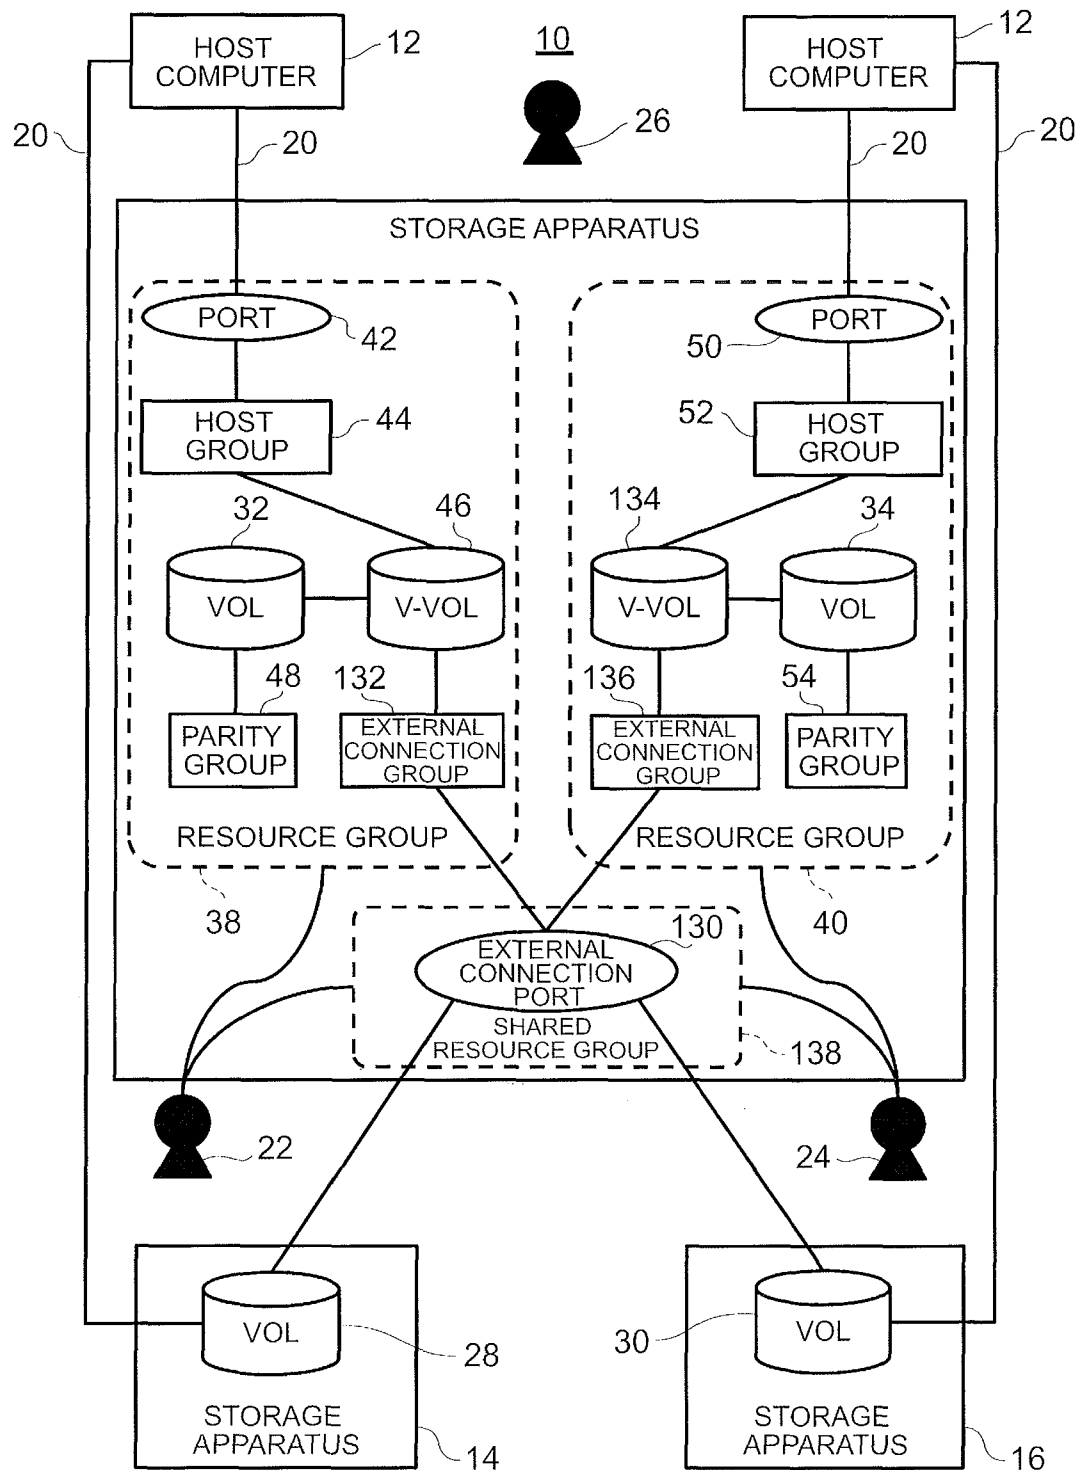 HOST
COMPUTER
12
10
HOST
COMPUTER
12
26
20
20
20
20
STORAGE APPARATUS
PORT
42
PORT
50
HOST
GROUP
44
HOST
GROUP
52
32
46
134
34
VOL
V-VOL
V-VOL
VOL
48
132
136
54
PARITY
GROUP
EXTERNAL
CONNECTION
GROUP
EXTERNAL
CONNECTION
GROUP
PARITY
GROUP
RESOURCE GROUP
RESOURCE GROUP
38
40
130
EXTERNAL
CONNECTION
PORT
SHARED
RESOURCE GROUP
138
22
24
VOL
28
30
VOL
STORAGE
APPARATUS
14
STORAGE
APPARATUS
16